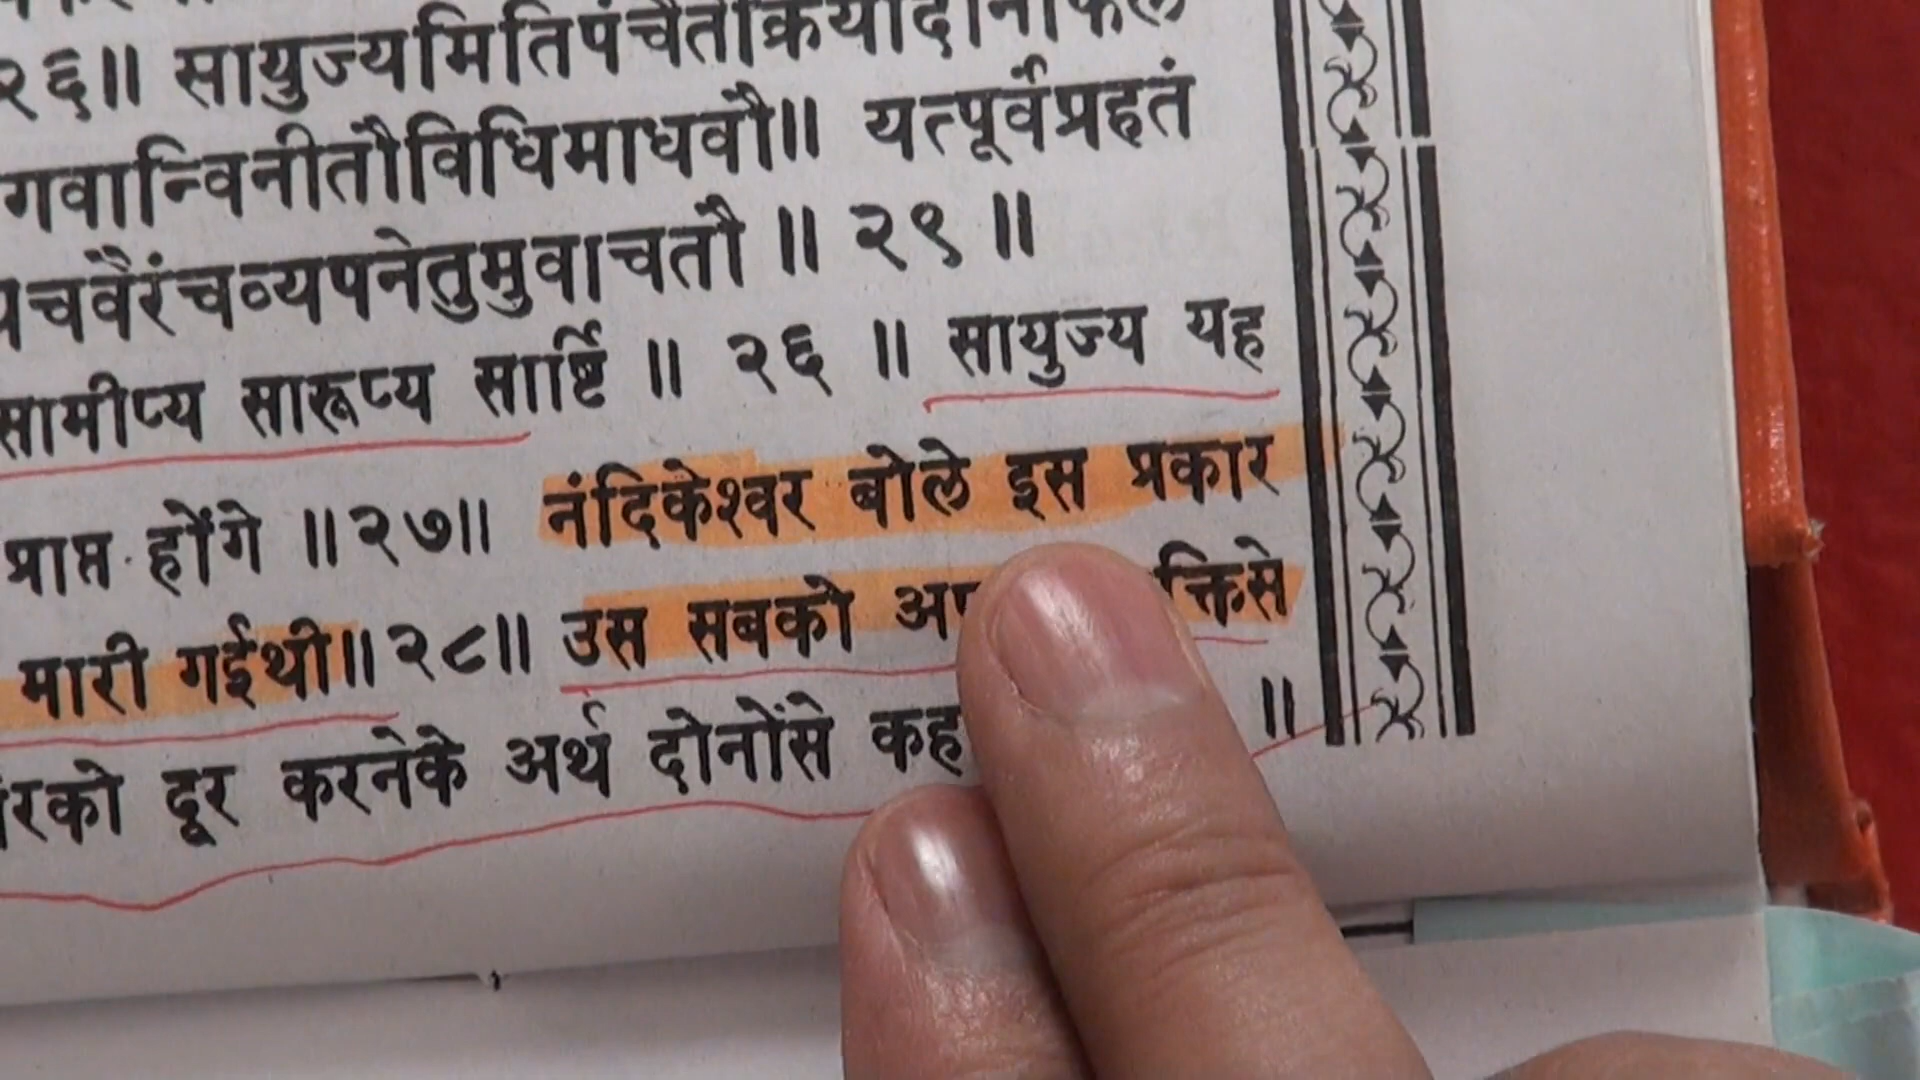 २६॥ सायुज्यमितिपंचैतेक्रियादीनांफलं
गवान्विनीतौविधिमाधवौ॥ यत्पूर्वंप्रहतं
चवैरंचव्यपनेतुमुवाचतौ ॥ २९ ॥
सामीप्य सारूप्य सार्ष्टि ॥ २६ ॥ सायुज्य यह
प्राप्त होंगे ॥२७॥ नंदिकेश्वर बोले इस प्रकार
मारी गईथी॥२८॥ उस सबको
रको दूर करनेके अर्थ दोनोंसे ॥